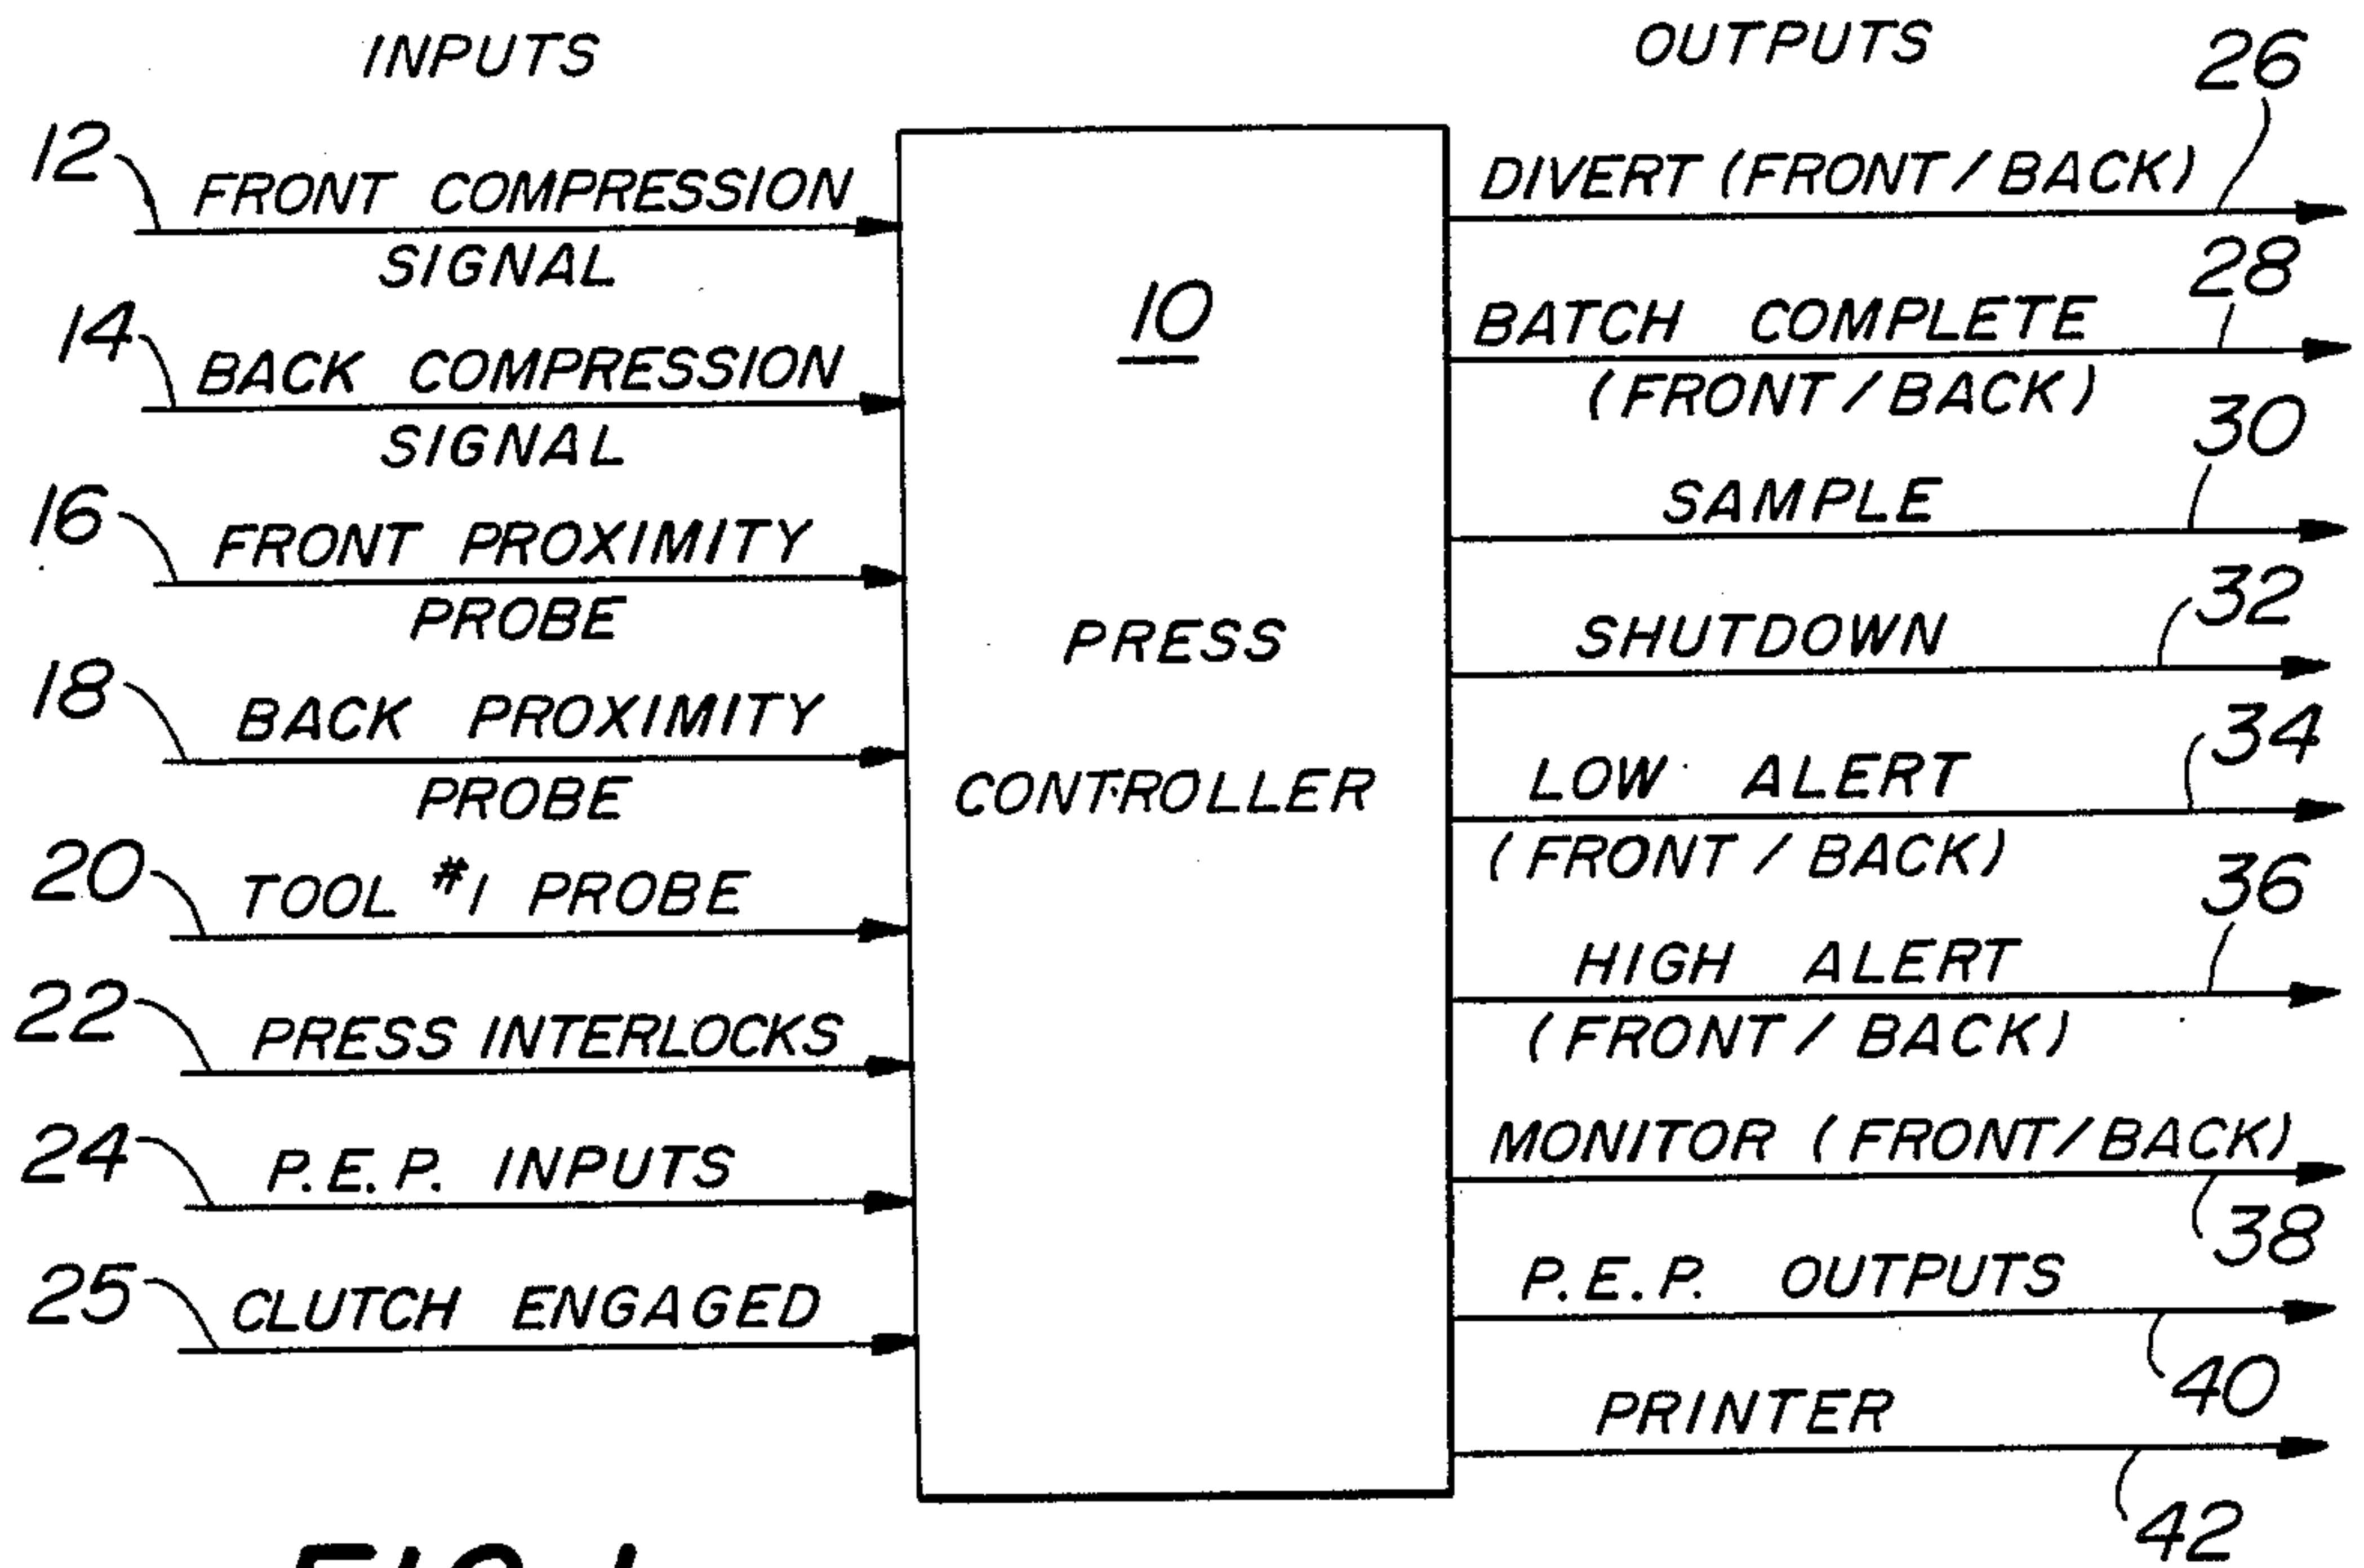 INPUTS
12
FRONT COMPRESSION
SIGNAL
14
BACK COMPRESSION
SIGNAL
16
FRONT PROXIMITY
PROBE
18
BACK PROXIMITY
PROBE
20
TOOL #1 PROBE
22
PRESS INTERLOCKS
24
P.E.P. INPUTS
25
CLUTCH ENGAGED
10
PRESS
CONTROLLER
OUTPUTS
26
DIVERT (FRONT/BACK)
28
BATCH COMPLETE
(FRONT/BACK)
30
SAMPLE
32
SHUTDOWN
34
LOW ALERT
(FRONT/BACK)
36
HIGH ALERT
(FRONT/BACK)
MONITOR (FRONT/BACK)
38
P.E.P. OUTPUTS
40
PRINTER
42